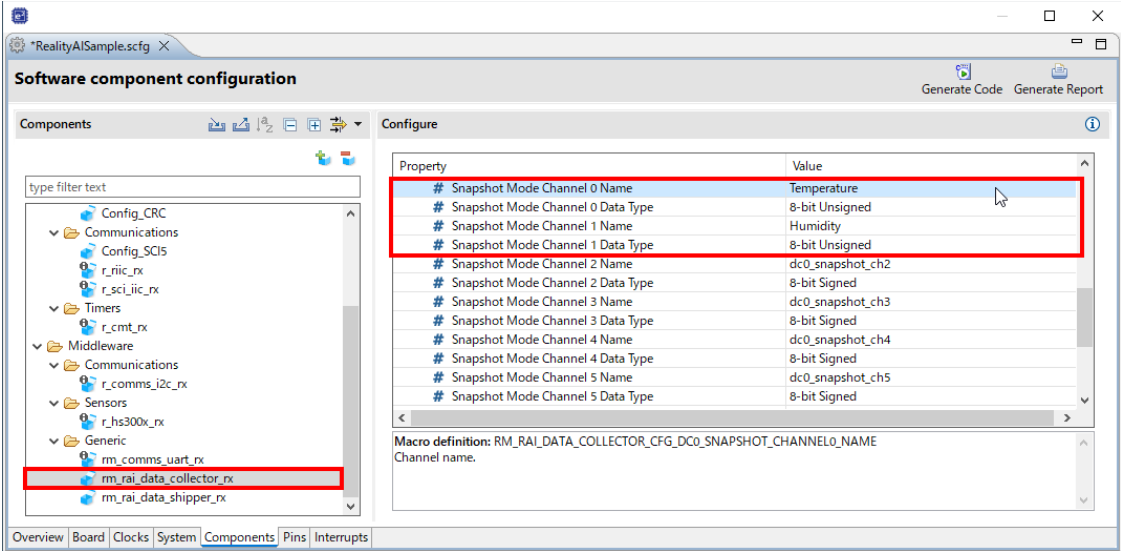 *RealityAISample.scfg
Software component configuration
Generate Code Generate Report
Components
Configure
type filter text
Config_CRC
Communications
Config_SCI5
r_riic_rx
r_sci_iic_rx
Timers
r_cmt_rx
Middleware
Communications
r_comms_i2c_rx
Sensors
r_hs300x_rx
Generic
rm_comms_uart_rx
rm_rai_data_collector_rx
rm_rai_data_shipper_rx
Property Value
# Snapshot Mode Channel 0 Name Temperature
# Snapshot Mode Channel 0 Data Type 8-bit Unsigned
# Snapshot Mode Channel 1 Name Humidity
# Snapshot Mode Channel 1 Data Type 8-bit Unsigned
# Snapshot Mode Channel 2 Name dc0_snapshot_ch2
# Snapshot Mode Channel 2 Data Type 8-bit Signed
# Snapshot Mode Channel 3 Name dc0_snapshot_ch3
# Snapshot Mode Channel 3 Data Type 8-bit Signed
# Snapshot Mode Channel 4 Name dc0_snapshot_ch4
# Snapshot Mode Channel 4 Data Type 8-bit Signed
# Snapshot Mode Channel 5 Name dc0_snapshot_ch5
# Snapshot Mode Channel 5 Data Type 8-bit Signed
Macro definition: RM_RAI_DATA_COLLECTOR_CFG_DC0_SNAPSHOT_CHANNEL0_NAME
Channel name.
Overview Board Clocks System Components Pins Interrupts